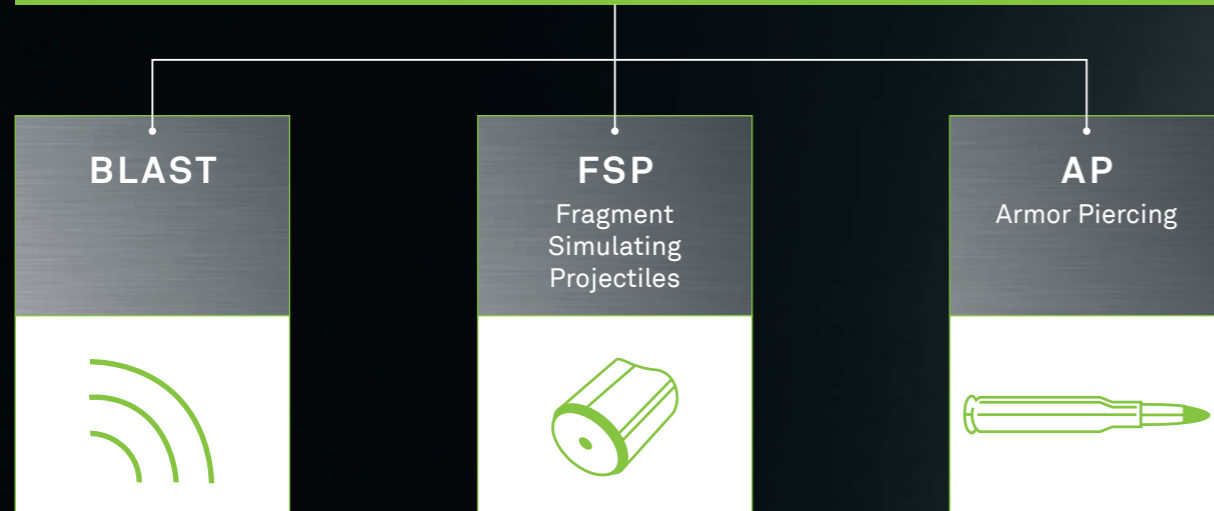 BLAST
FSP
Fragment
Simulating
Projectiles
AP
Armor Piercing